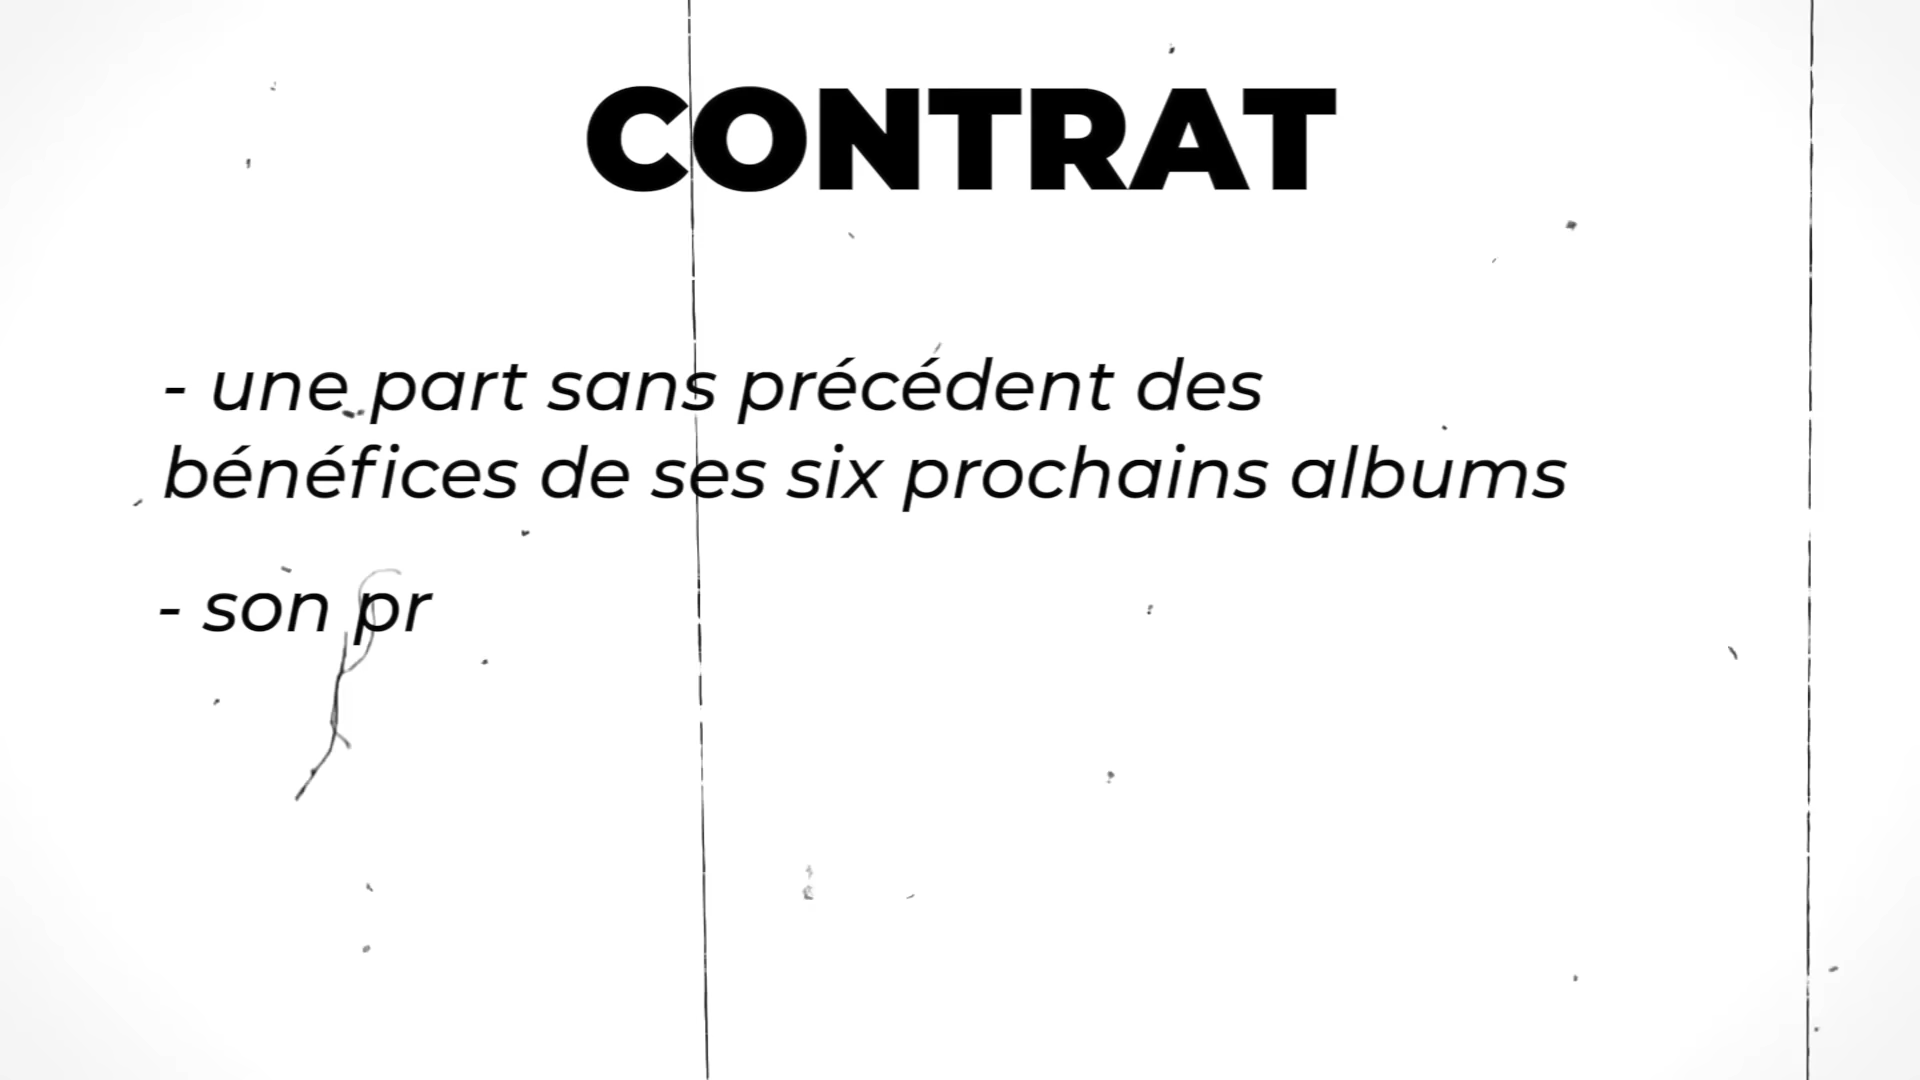 CONTRAT
- une part sans précédent des
bénéfices de ses six prochains albums
- son pr